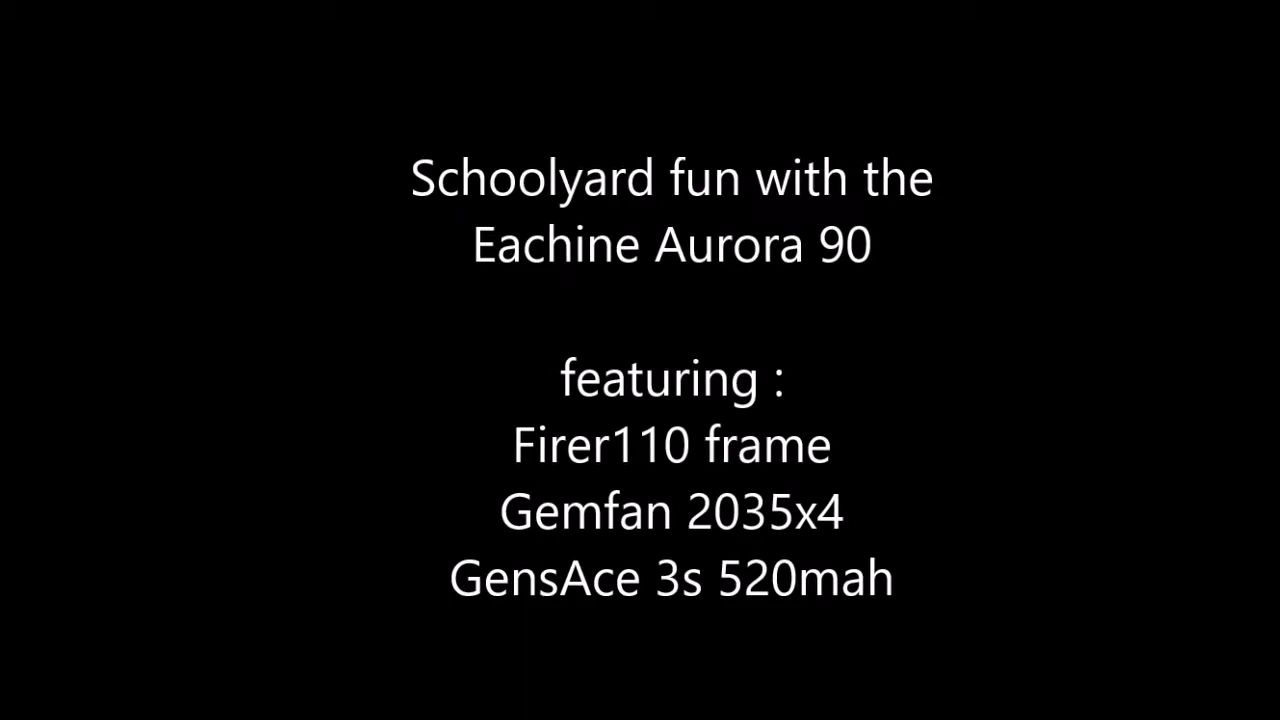 Schoolyard fun with the
Eachine Aurora 90
featuring :
Firer110 frame
Gemfan 2035x4
GensAce 3s 520mah